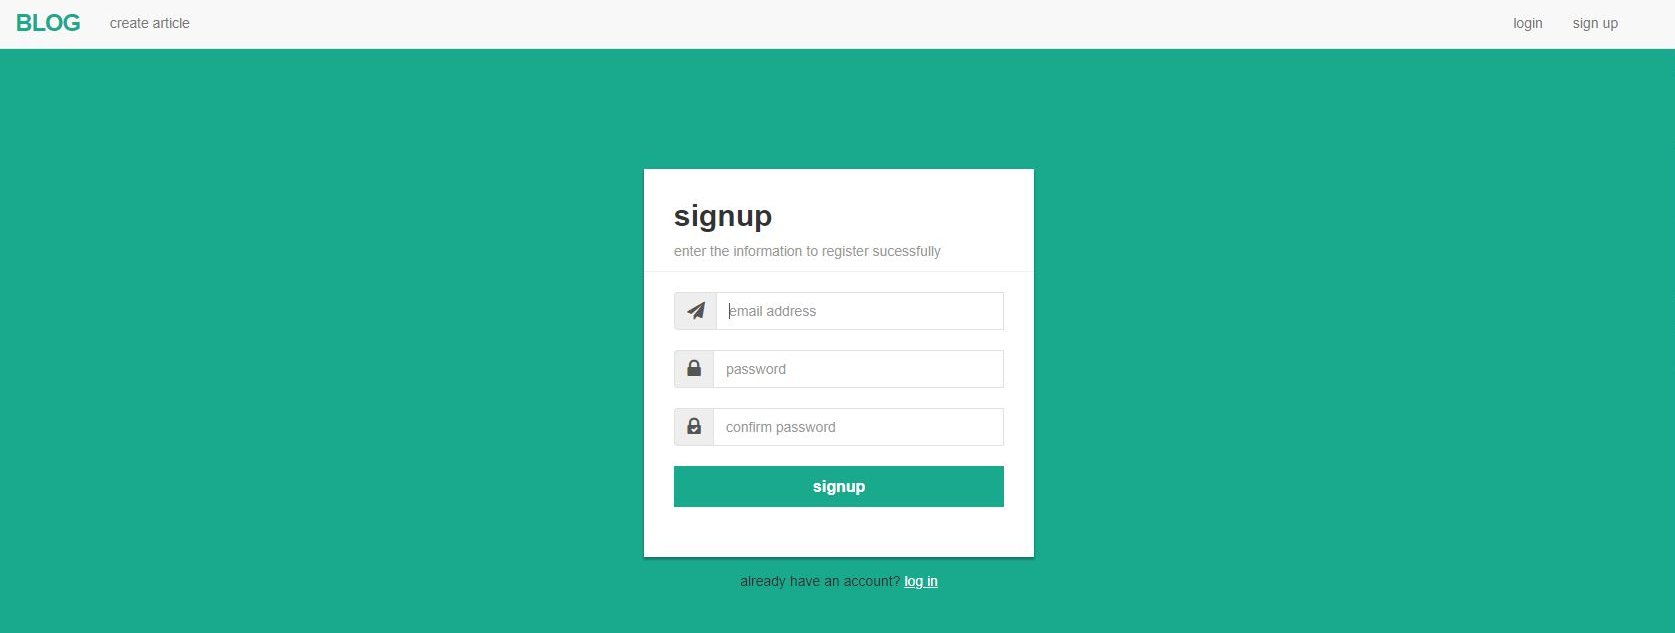 BLOG create article login sign up
signup
enter the information to register sucessfully
email address
password
confirm password
signup
already have an account? log in